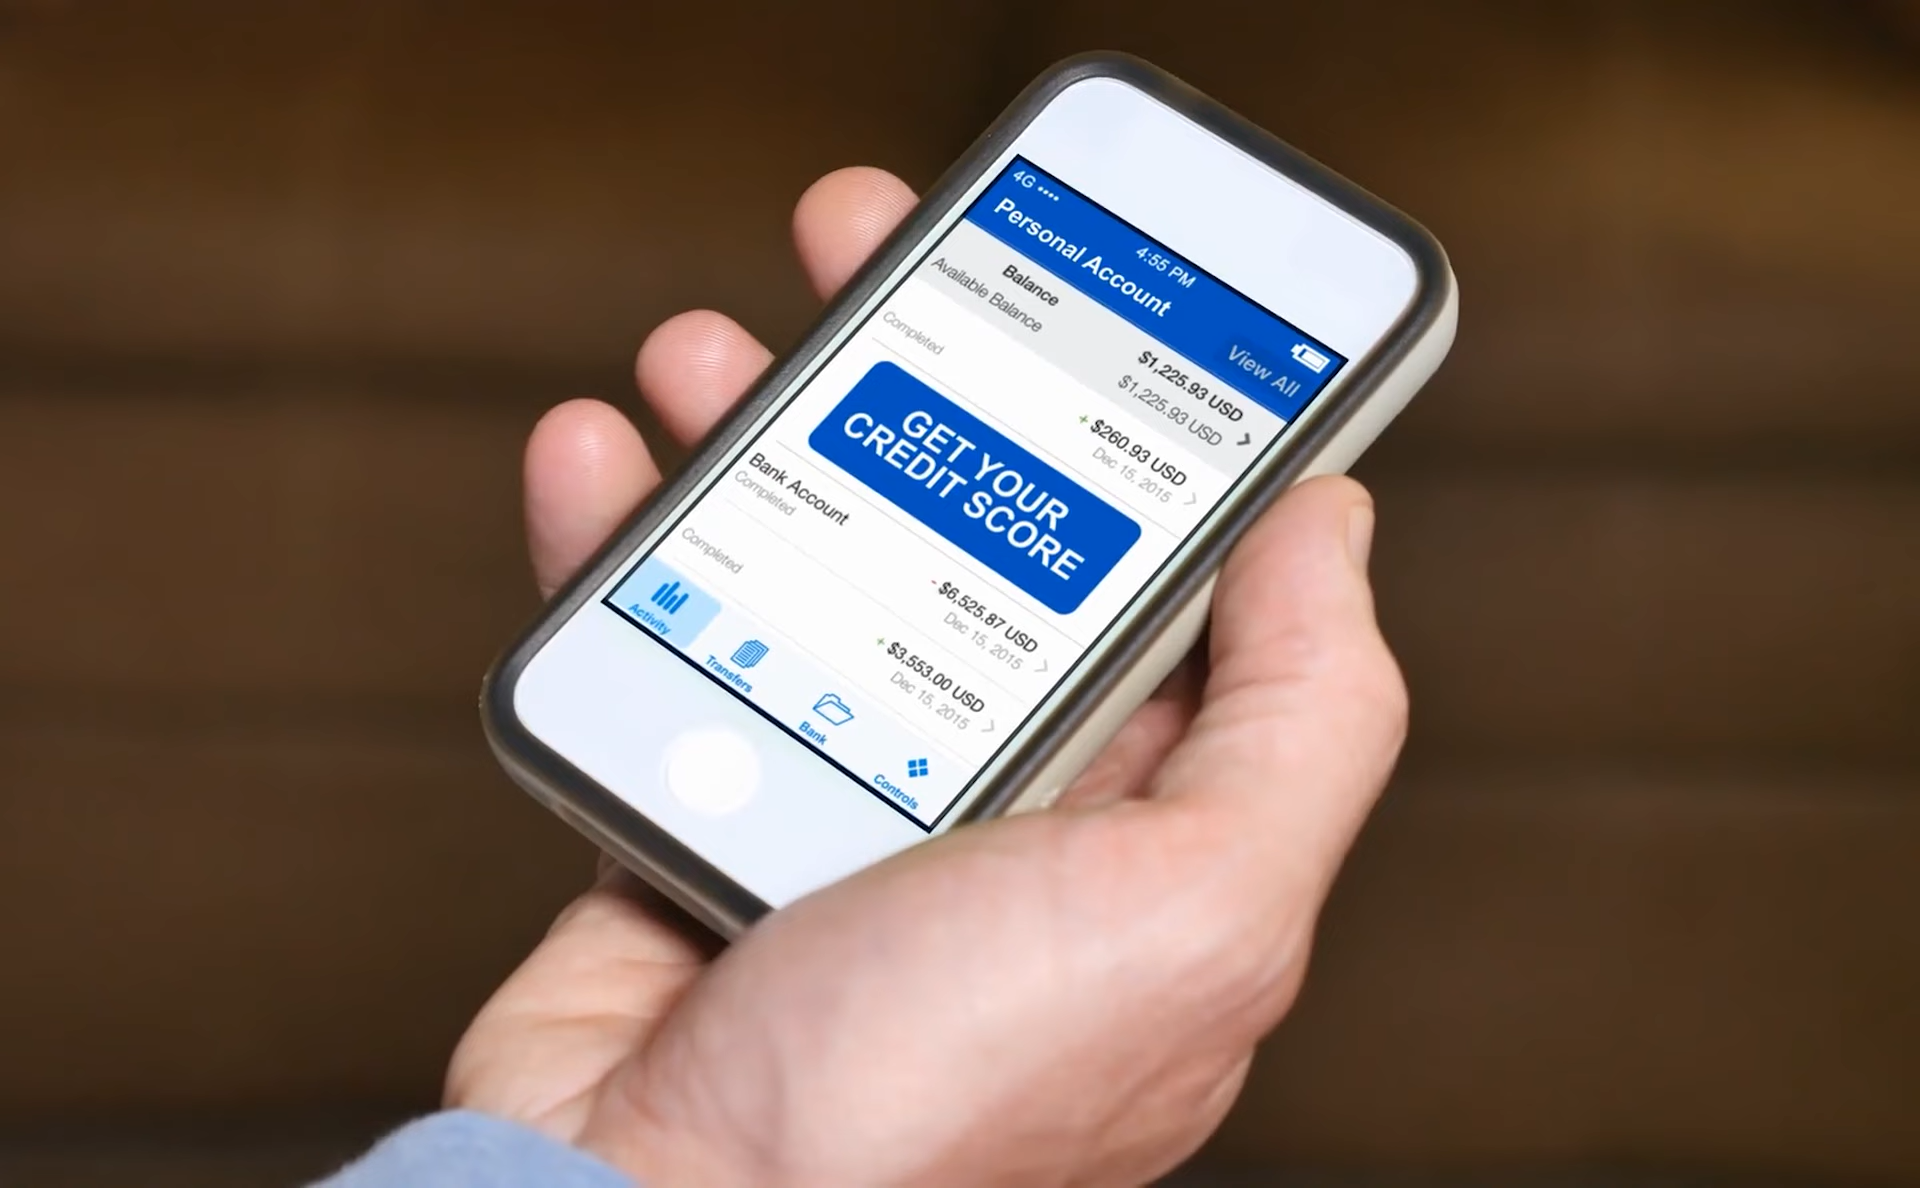 4G
4:55 PM
Personal Account
View All
Balance
$1,225.93 USD
Available Balance
$1,225.93 USD
+ $260.93 USD
Completed
Dec 15, 2015
GET YOUR
CREDIT SCORE
Bank Account
- $6,525.87 USD
Completed
Dec 15, 2015
+ $3,553.00 USD
Completed
Dec 15, 2015
Activity
Transfers
Bank
Controls